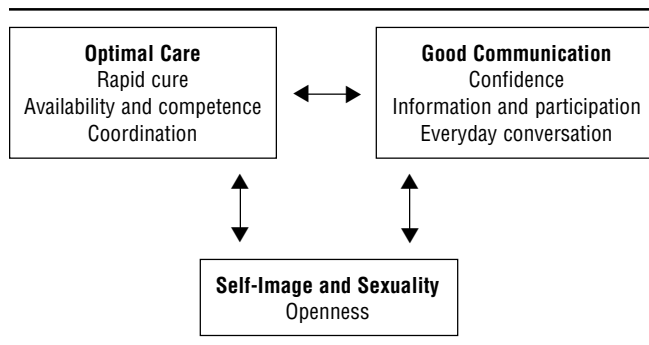 Optimal Care
Rapid cure
Availability and competence
Coordination
Good Communication
Confidence
Information and participation
Everyday conversation
Self-Image and Sexuality
Openness